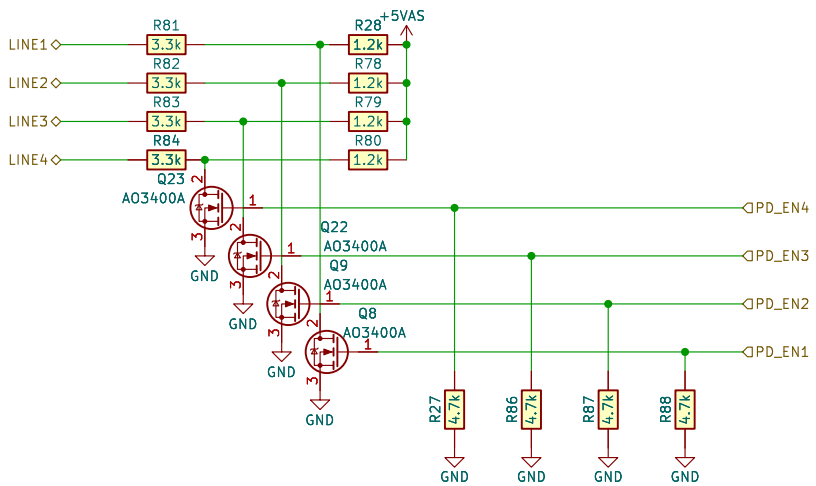 R81
R28
+5VAS
LINE1
3.3k
1.2k
R82
R78
LINE2
3.3k
1.2k
R83
R79
LINE3
3.3k
1.2k
R84
R80
LINE4
3.3k
1.2k
Q23
2
AO3400A
1
PD_EN4
3
2
Q22
AO3400A
1
PD_EN3
GND
3
2
Q9
AO3400A
1
PD_EN2
GND
3
2
Q8
AO3400A
1
PD_EN1
GND
3
GND
R27
4.7k
R86
4.7k
R87
4.7k
R88
4.7k
GND
GND
GND
GND